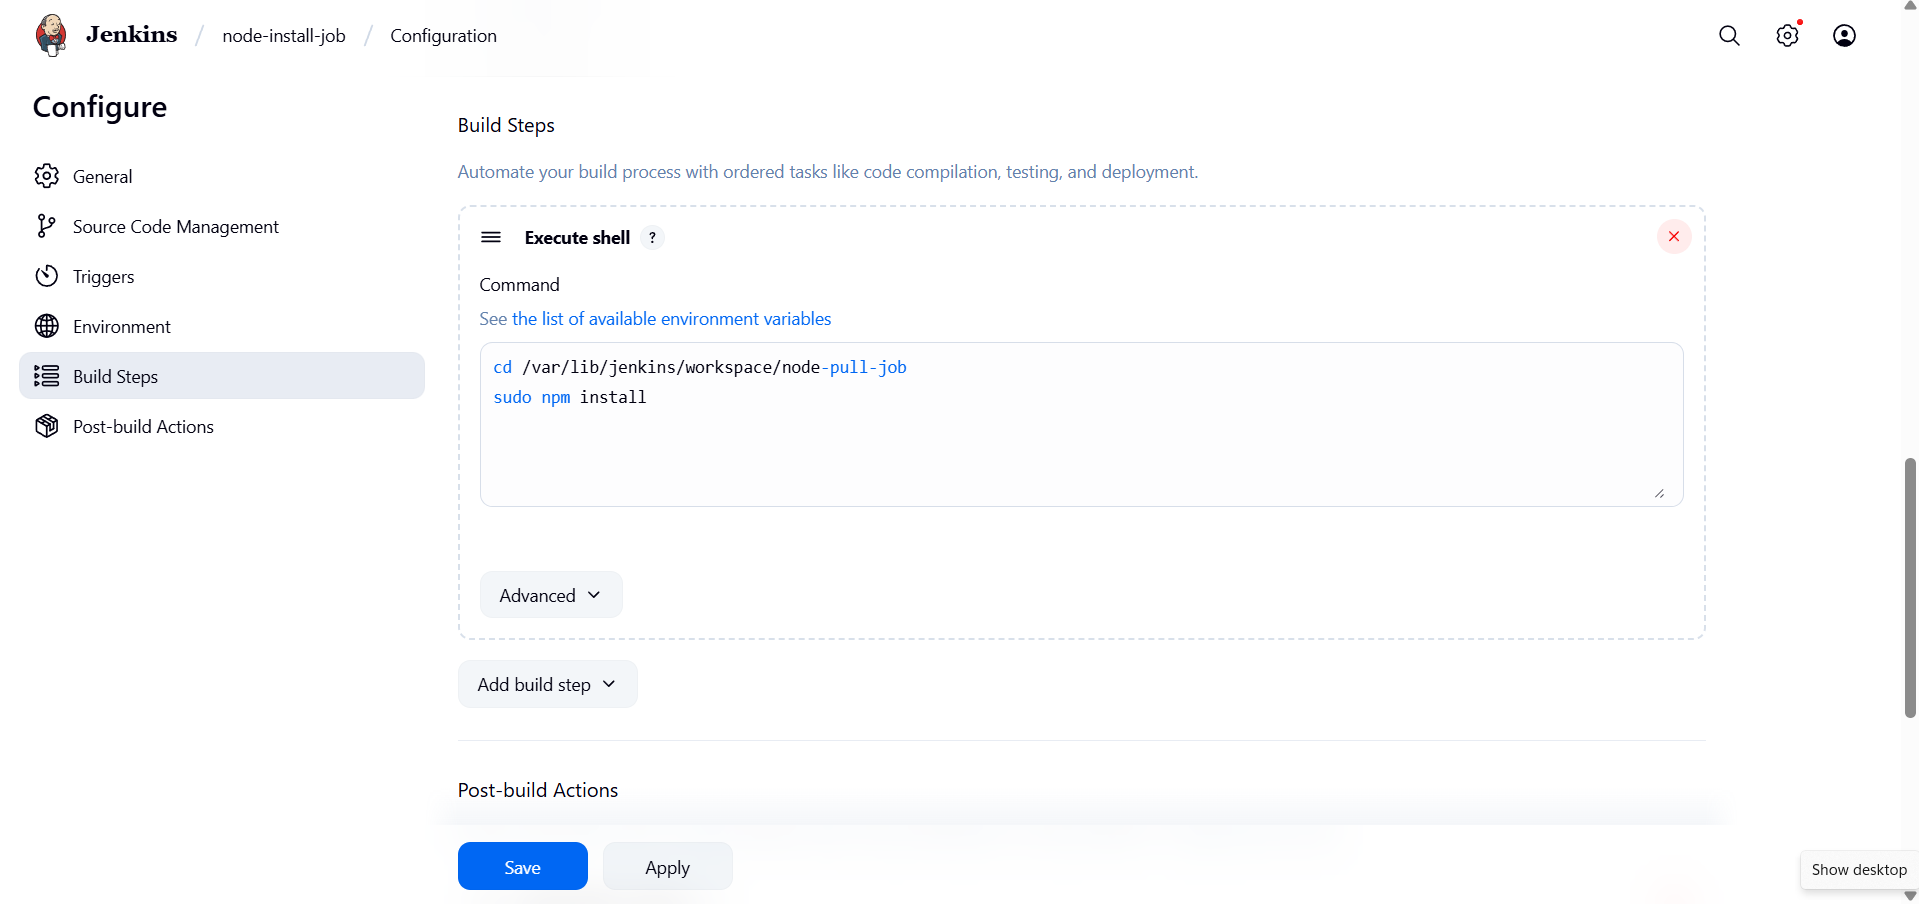 Jenkins / node-install-job / Configuration
Configure
General
Source Code Management
Triggers
Environment
Build Steps
Post-build Actions
Build Steps
Automate your build process with ordered tasks like code compilation, testing, and deployment.
Execute shell ?
Command
See the list of available environment variables
cd /var/lib/jenkins/workspace/node-pull-job
sudo npm install
Advanced
Add build step
Post-build Actions
Save
Apply
Show desktop